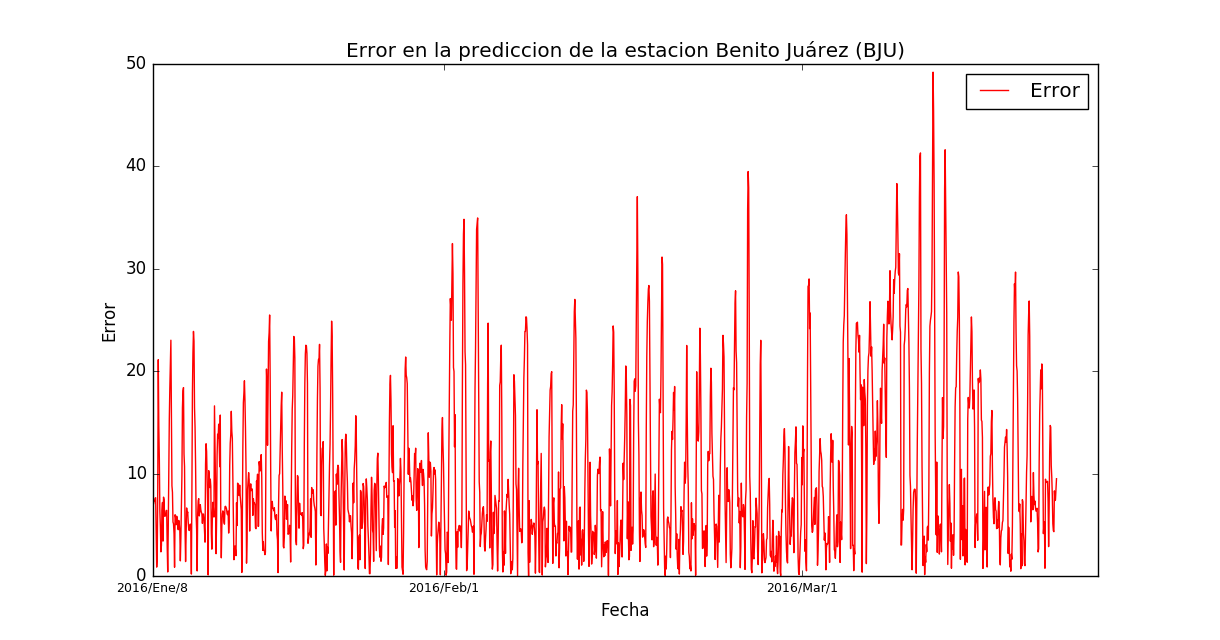 Error en la prediccion de la estacion Benito Juárez (BJU)
Error
50
40
30
20
10
0
Error
2016/Ene/8
2016/Feb/1
2016/Mar/1
Fecha